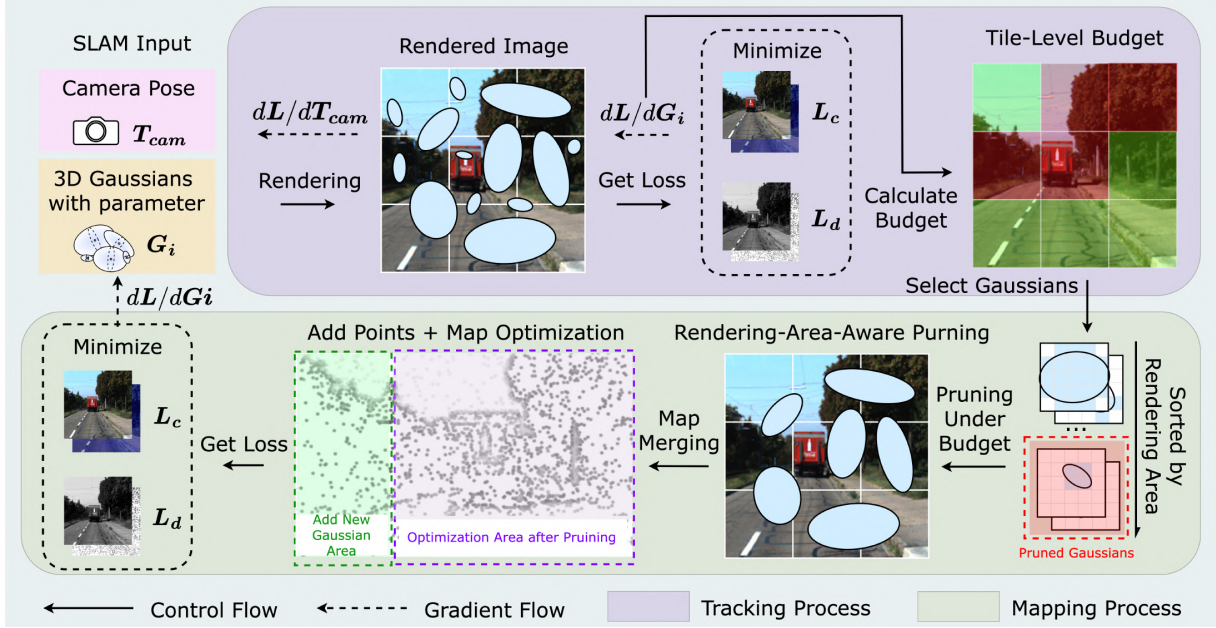 SLAM Input
Camera Pose
T_cam
3D Gaussians
with parameter
G_i
dL/dGi
Rendered Image
dL/dT_cam
Rendering
dL/dG_i
Get Loss
Minimize
L_c
L_d
Calculate
Budget
Tile-Level Budget
Select Gaussians
Sorted by
Rendering Area
...
Pruned Gaussians
Pruning
Under
Budget
Rendering-Area-Aware Purning
Map
Merging
Add Points + Map Optimization
Add New
Gaussian
Area
Optimization Area after Pruining
Get Loss
Minimize
L_c
L_d
Control Flow
Gradient Flow
Tracking Process
Mapping Process